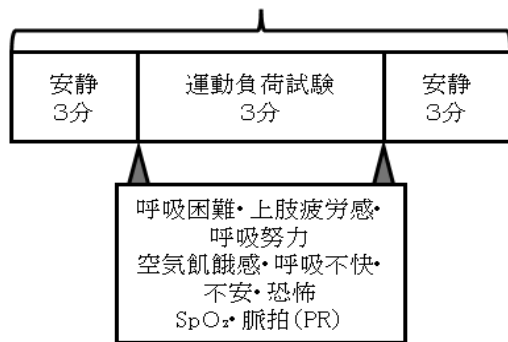 安静
3分
運動負荷試験
3分
安静
3分
呼吸困難・上肢疲労感・
呼吸努力
空気飢餓感・呼吸不快・
不安・恐怖
SpO₂・脈拍(PR)